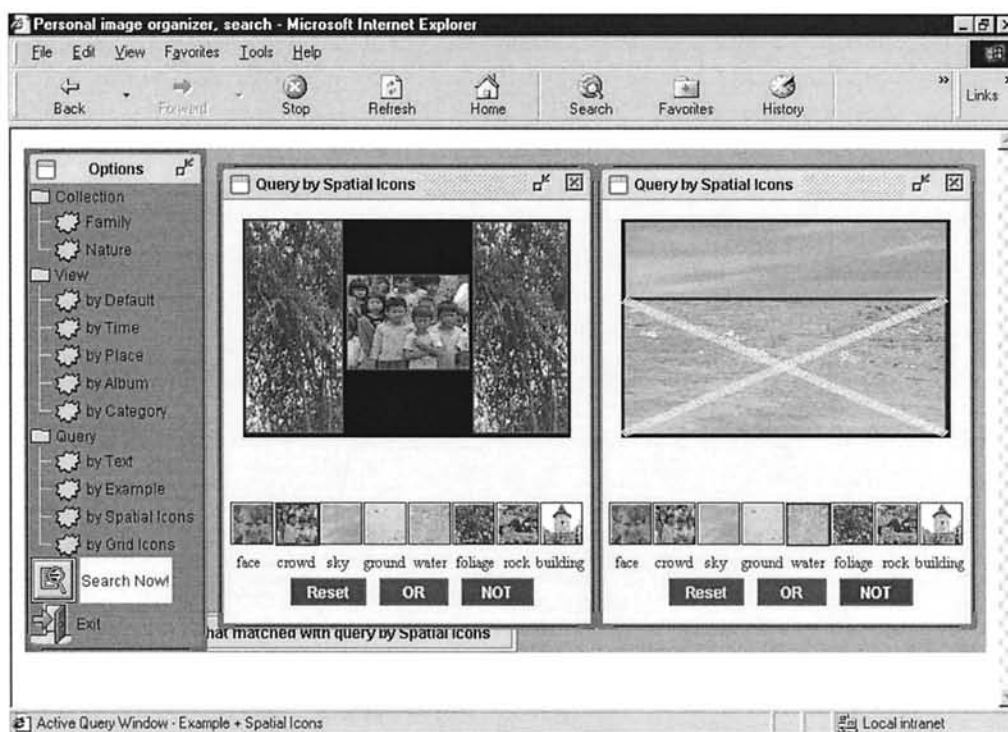 Personal image organizer, search - Microsoft Internet Explorer
File Edit View Favorites Tools Help
Back Forward Stop Refresh Home Search Favorites History » Links
Options
Collection
Family
Nature
View
by Default
by Time
by Place
by Album
by Category
Query
by Text
by Example
by Spatial Icons
by Grid Icons
Search Now!
Exit
Query by Spatial Icons
face crowd sky ground water foliage rock building
Reset OR NOT
Query by Spatial Icons
face crowd sky ground water foliage rock building
Reset OR NOT
hat matched with query by Spatial Icons
Active Query Window - Example + Spatial Icons
Local intranet